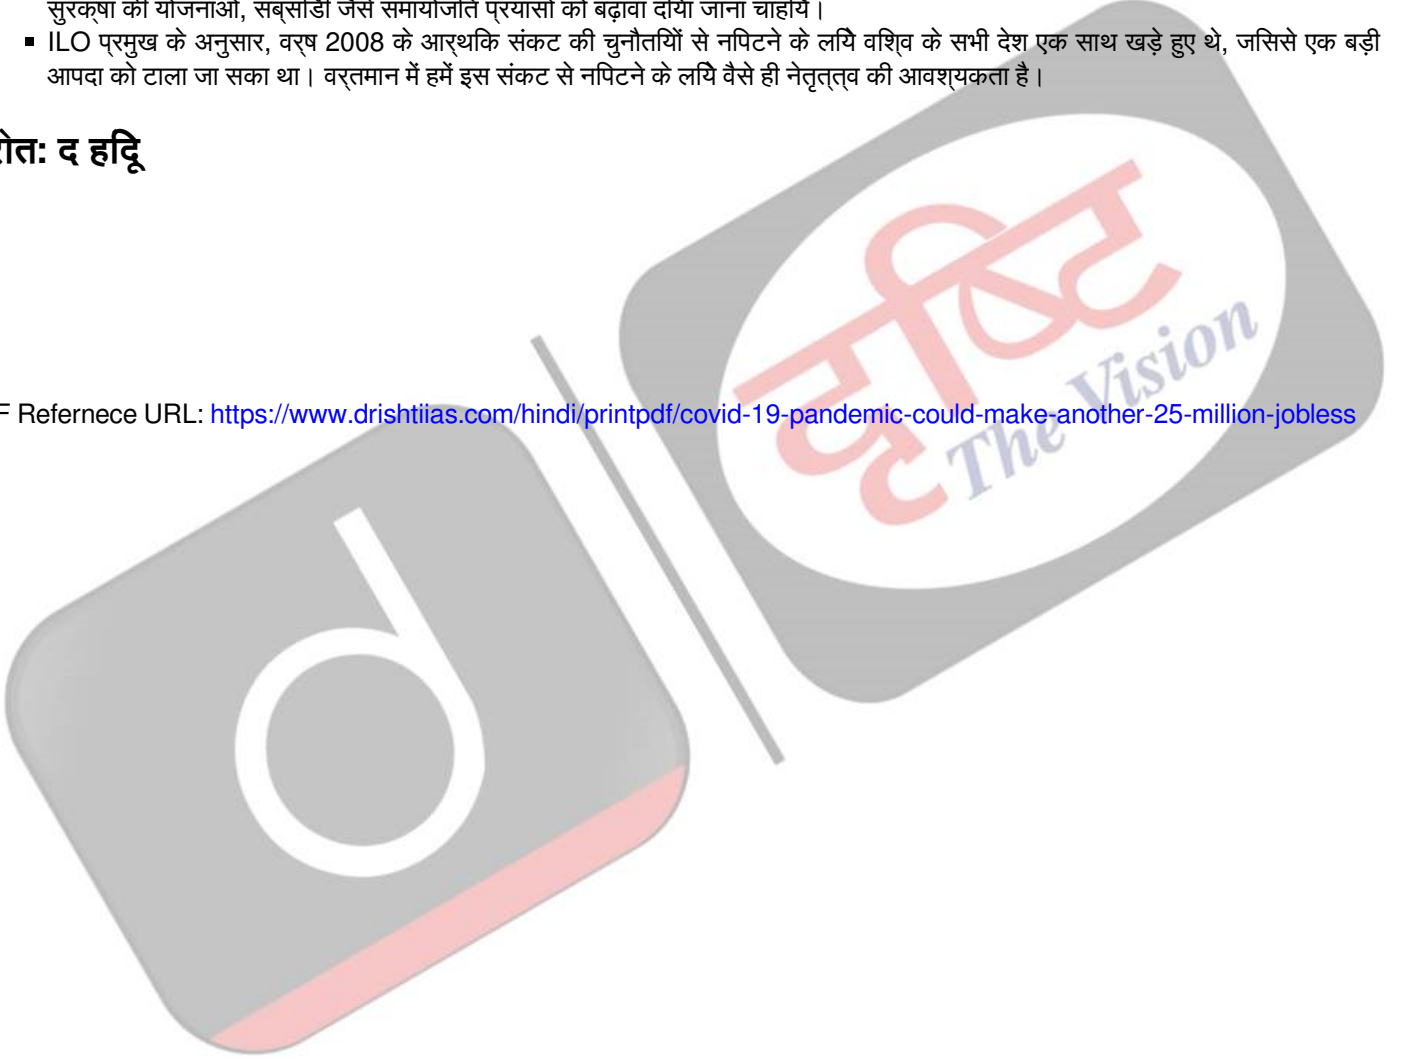 सुरक्षा की योजनाओं, सब्सिडी जैसे समायोजित प्रयासों को बढ़ावा दिया जाना चाहिये।
▪ ILO प्रमुख के अनुसार, वर्ष 2008 के आर्थिक संकट की चुनौतियों से निपटने के लिये विश्व के सभी देश एक साथ खड़े हुए थे, जिससे एक बड़ी
आपदा को टाला जा सका था। वर्तमान में हमें इस संकट से निपटने के लिये वैसे ही नेतृत्त्व की आवश्यकता है।
रोत: द हिंदू
दृष्टि
The Vision
F Refernece URL: https://www.drishtiias.com/hindi/printpdf/covid-19-pandemic-could-make-another-25-million-jobless
d